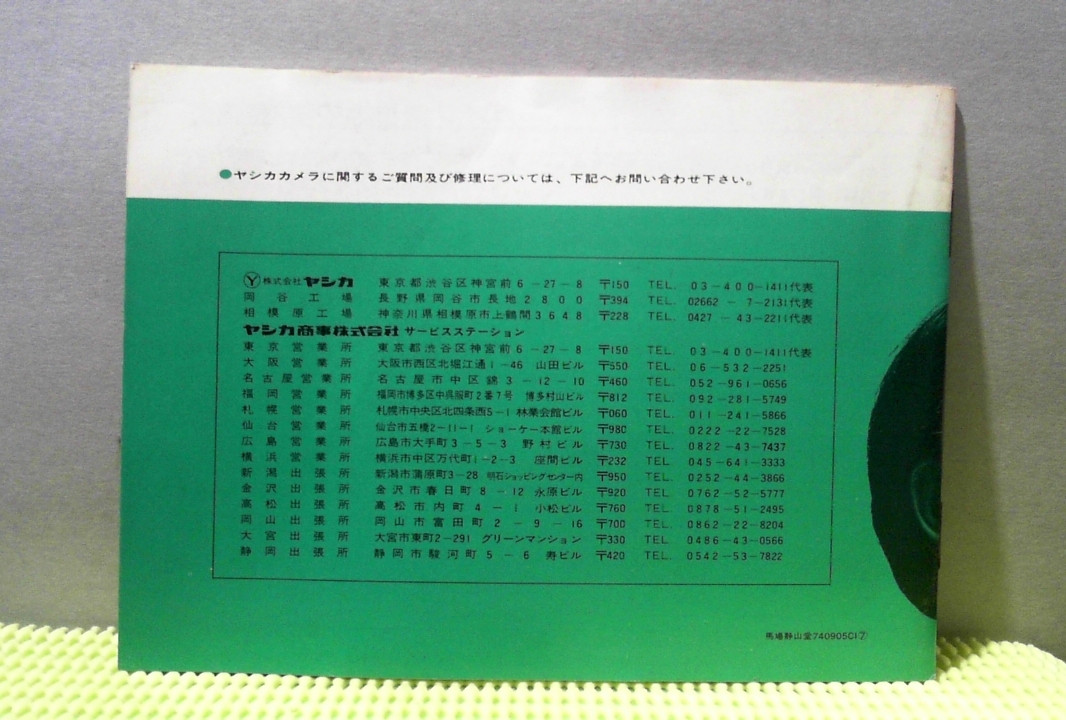 ●ヤシカカメラに関するご質問及び修理については、下記へお問い合わせ下さい。
Ⓨ株式会社ヤシカ 東京都渋谷区神宮前6-27-8 〒150 TEL. 03-400-1411代表
岡谷工場 長野県岡谷市長地2800 〒394 TEL. 02662-7-2131代表
相模原工場 神奈川県相模原市上鶴間3648 〒228 TEL. 0427-43-2211代表
ヤシカ商事株式会社 サービスステーション
東京営業所 東京都渋谷区神宮前6-27-8 〒150 TEL. 03-400-1411代表
大阪営業所 大阪市西区北堀江通1-46 山田ビル 〒550 TEL. 06-532-2251
名古屋営業所 名古屋市中区錦3-12-10 〒460 TEL. 052-961-0656
福岡営業所 福岡市博多区中呉服町2番7号 博多村山ビル 〒812 TEL. 092-281-5749
札幌営業所 札幌市中央区北四条西5-1 林業会館ビル 〒060 TEL. 011-241-5866
仙台営業所 仙台市五橋2-11-1 ショーケー本館ビル 〒980 TEL. 0222-22-7528
広島営業所 広島市大手町3-5-3 野村ビル 〒730 TEL. 0822-43-7437
横浜営業所 横浜市中区万代町1-2-3 座間ビル 〒232 TEL. 045-641-3333
新潟出張所 新潟市蒲原町3-28 明石ショッピングセンター内 〒950 TEL. 0252-44-3866
金沢出張所 金沢市春日町8-12 永原ビル 〒920 TEL. 0762-52-5777
高松出張所 高松市内町4-1 小松ビル 〒760 TEL. 0878-51-2495
岡山出張所 岡山市富田町2-9-16 〒700 TEL. 0862-22-8204
大宮出張所 大宮市東町2-291 グリーンマンション 〒330 TEL. 0486-43-0566
静岡出張所 静岡市駿河町5-6 寿ビル 〒420 TEL. 0542-53-7822
馬場静山堂740905CI⑦